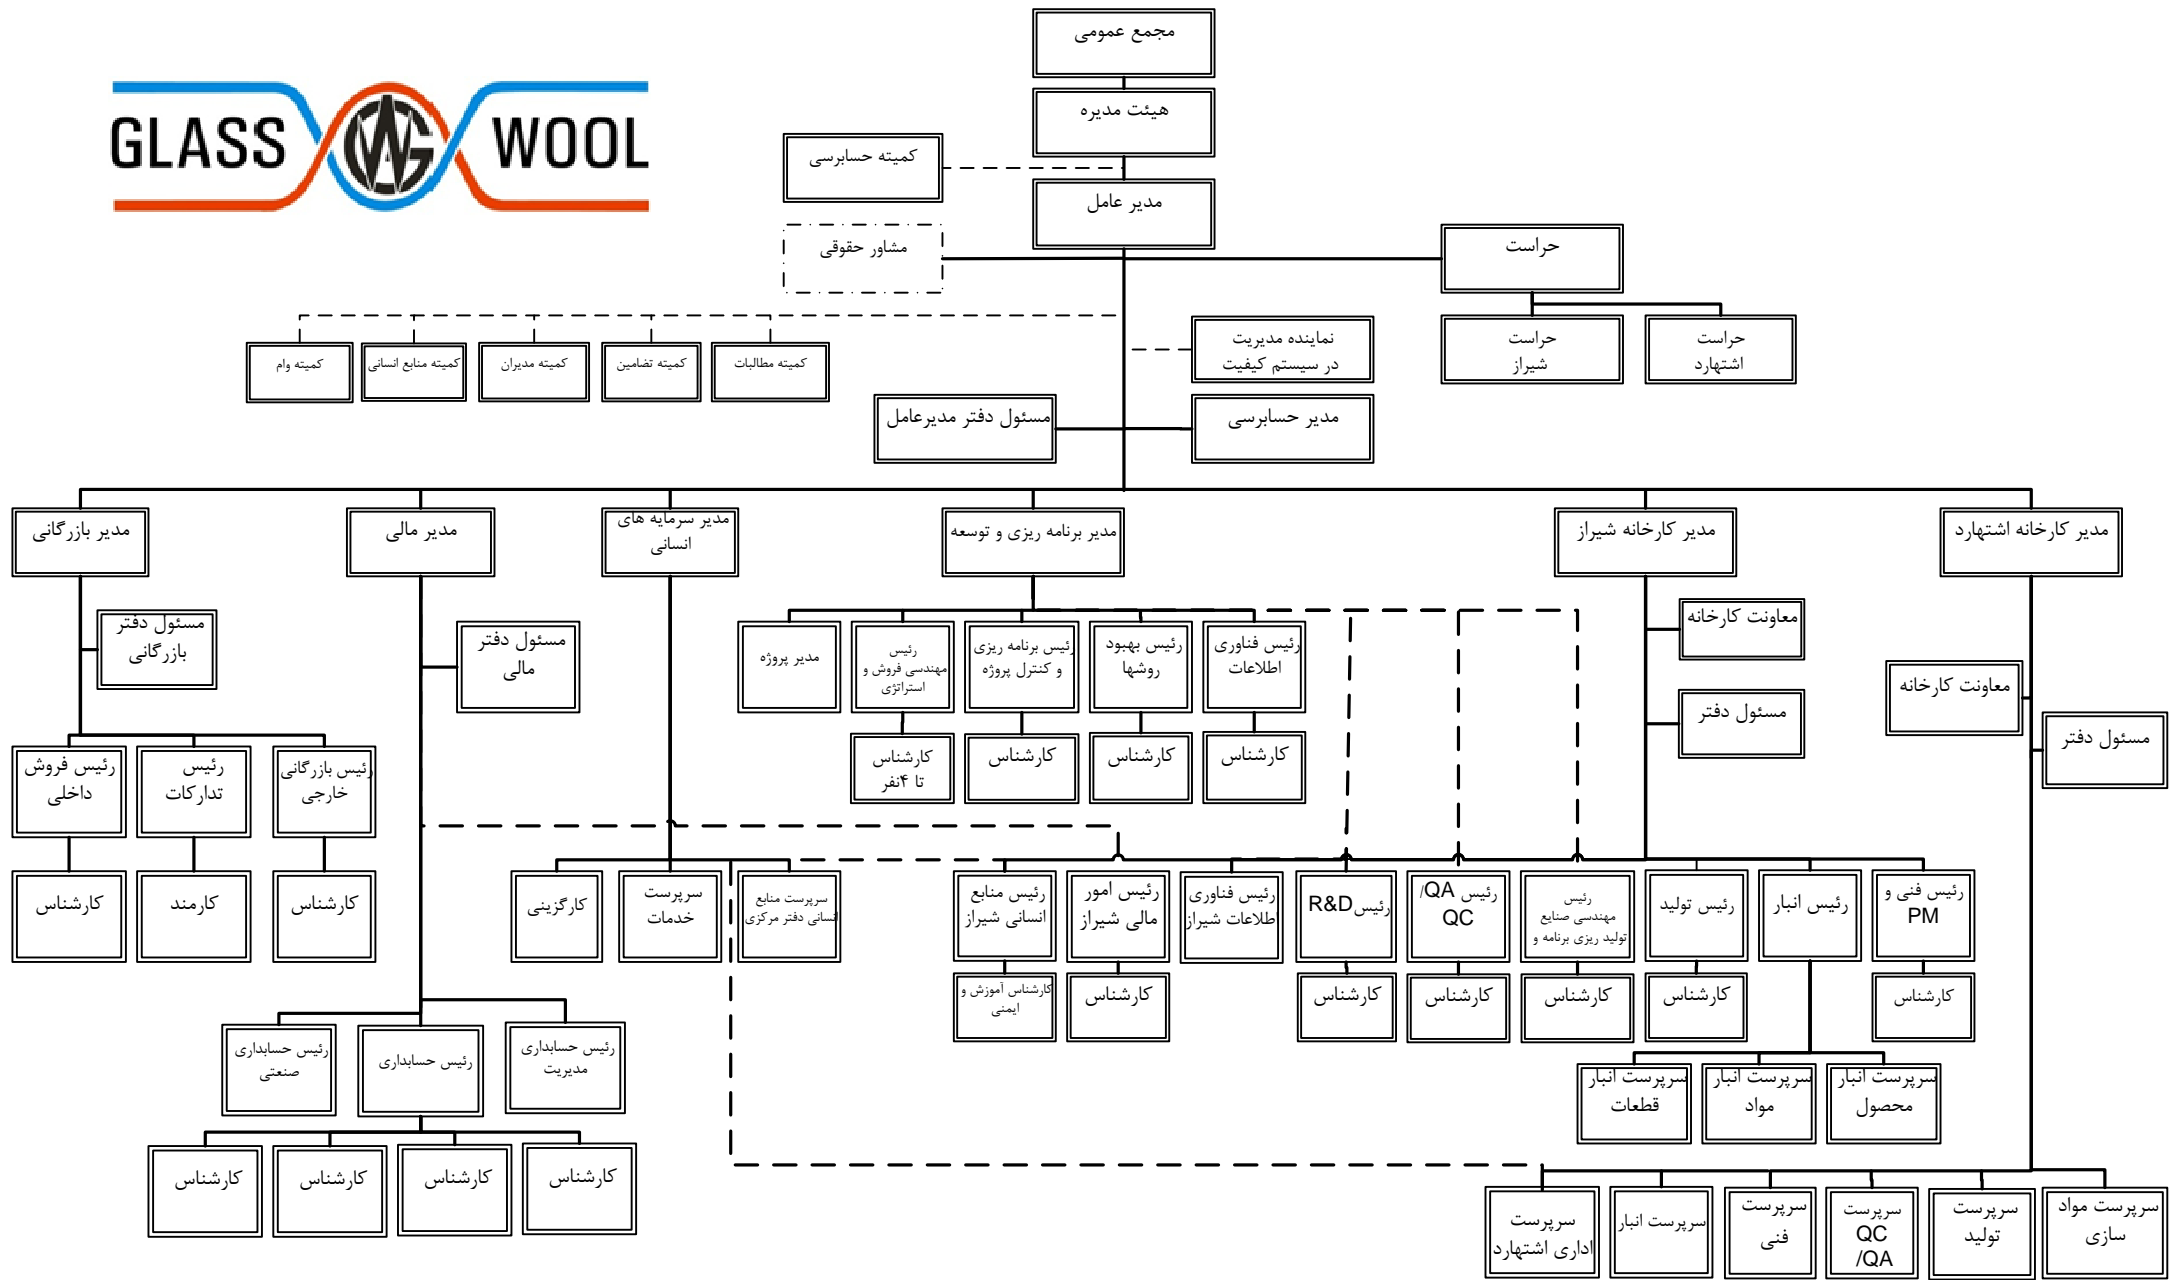 مجمع عمومی
هیئت مدیره
GLASS WOOL
کمیته حسابرسی
مدیر عامل
مشاور حقوقی
حراست
نماینده مدیریت
در سیستم کیفیت
حراست
شیراز
حراست
اشتهارد
کمیته وام
کمیته منابع انسانی
کمیته مدیران
کمیته تضامین
کمیته مطالبات
مسئول دفتر مدیرعامل
مدیر حسابرسی
مدیر بازرگانی
مدیر مالی
مدیر سرمایه های
انسانی
مدیر برنامه ریزی و توسعه
مدیر کارخانه شیراز
مدیر کارخانه اشتهارد
مسئول دفتر
بازرگانی
مسئول دفتر
مالی
مدیر پروژه
رئیس
مهندسی فروش و
استراتژی
رئیس برنامه ریزی
و کنترل پروژه
رئیس بهبود
روشها
رئیس فناوری
اطلاعات
معاونت کارخانه
مسئول دفتر
معاونت کارخانه
مسئول دفتر
کارشناس
تا ۴نفر
کارشناس
کارشناس
کارشناس
رئیس فروش
داخلی
رئیس
تدارکات
رئیس بازرگانی
خارجی
کارشناس
کارمند
کارشناس
کارگزینی
سرپرست
خدمات
سرپرست منابع
انسانی دفتر مرکزی
رئیس منابع
انسانی شیراز
رئیس امور
مالی شیراز
رئیس فناوری
اطلاعات شیراز
رئیس R&D
رئیس QA/
QC
رئیس
مهندسی صنایع
تولید ریزی برنامه و
رئیس تولید
رئیس انبار
رئیس فنی و
PM
کارشناس آموزش و
ایمنی
کارشناس
کارشناس
کارشناس
کارشناس
کارشناس
کارشناس
رئیس حسابداری
صنعتی
رئیس حسابداری
رئیس حسابداری
مدیریت
سرپرست انبار
قطعات
سرپرست انبار
مواد
سرپرست انبار
محصول
کارشناس
کارشناس
کارشناس
کارشناس
سرپرست
اداری اشتهارد
سرپرست انبار
سرپرست
فنی
سرپرست
QC
/QA
سرپرست
تولید
سرپرست مواد
سازی